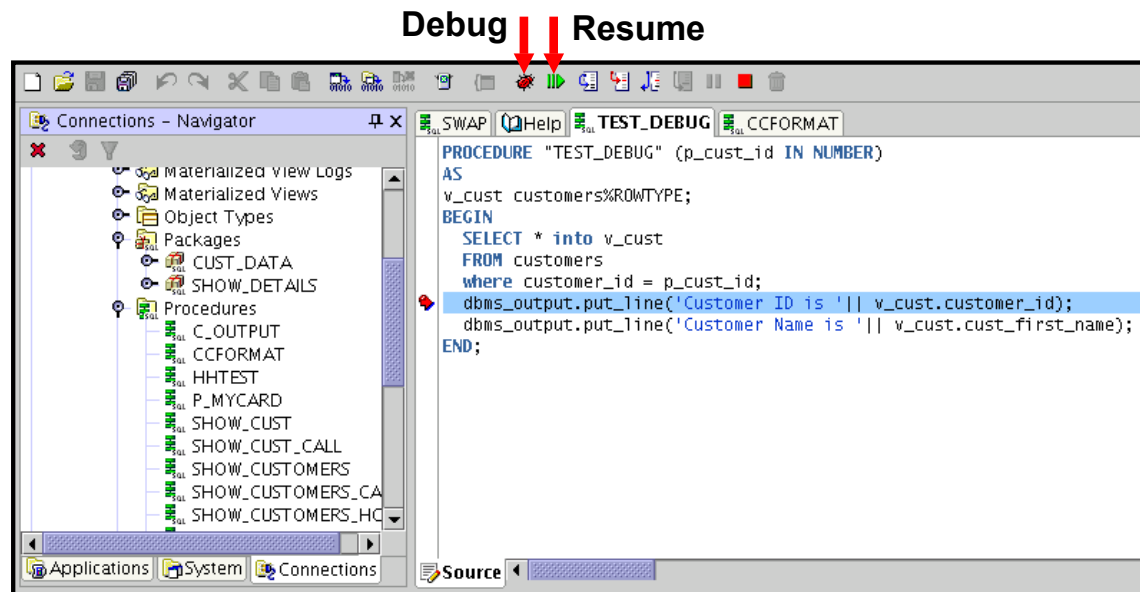 Debug Resume
Connections - Navigator
Materialized View Logs
Materialized Views
Object Types
Packages
CUST_DATA
SHOW_DETAILS
Procedures
C_OUTPUT
CCFORMAT
HHTEST
P_MYCARD
SHOW_CUST
SHOW_CUST_CALL
SHOW_CUSTOMERS
SHOW_CUSTOMERS_CA
SHOW_CUSTOMERS_HC
Applications System Connections
SWAP Help TEST_DEBUG CCFORMAT
PROCEDURE "TEST_DEBUG" (p_cust_id IN NUMBER)
AS
v_cust customers%ROWTYPE;
BEGIN
SELECT * into v_cust
FROM customers
where customer_id = p_cust_id;
dbms_output.put_line('Customer ID is '|| v_cust.customer_id);
dbms_output.put_line('Customer Name is '|| v_cust.cust_first_name);
END;
Source